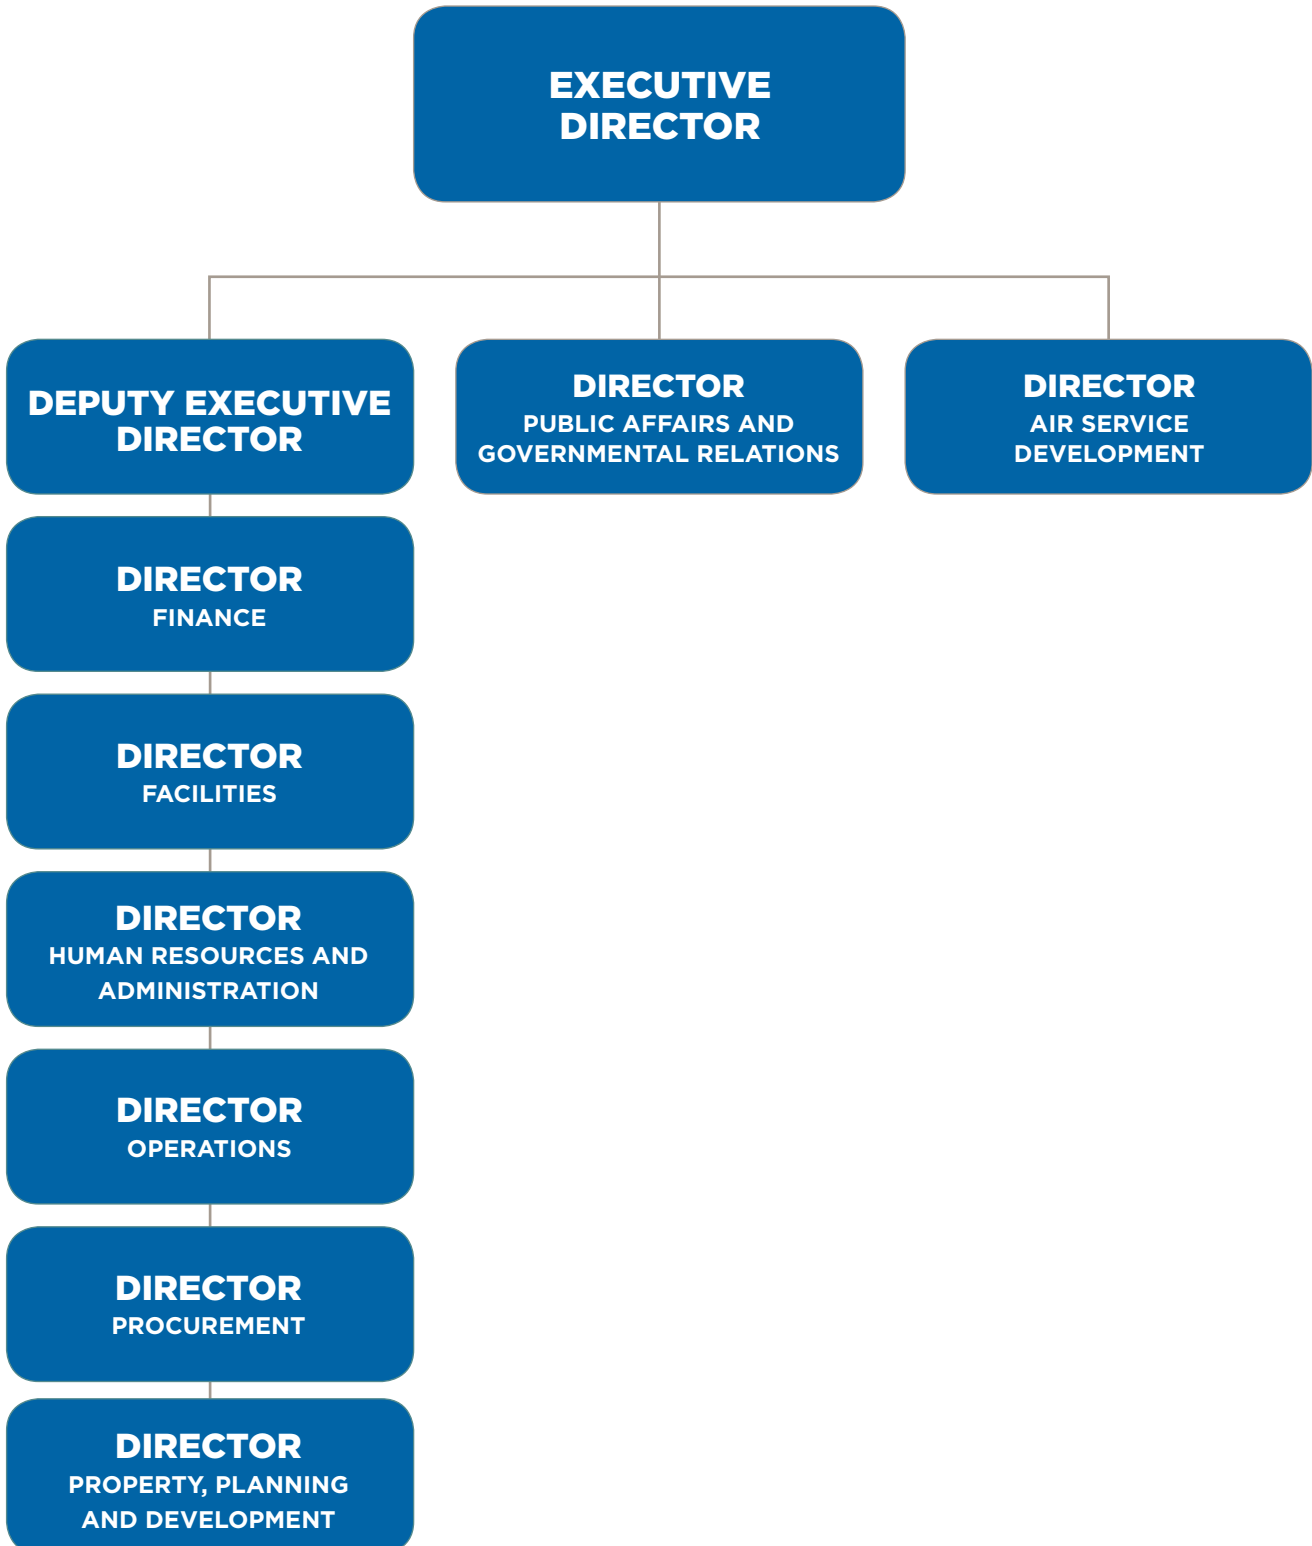 EXECUTIVE
DIRECTOR
DEPUTY EXECUTIVE
DIRECTOR
DIRECTOR
PUBLIC AFFAIRS AND
GOVERNMENTAL RELATIONS
DIRECTOR
AIR SERVICE
DEVELOPMENT
DIRECTOR
FINANCE
DIRECTOR
FACILITIES
DIRECTOR
HUMAN RESOURCES AND
ADMINISTRATION
DIRECTOR
OPERATIONS
DIRECTOR
PROCUREMENT
DIRECTOR
PROPERTY, PLANNING
AND DEVELOPMENT